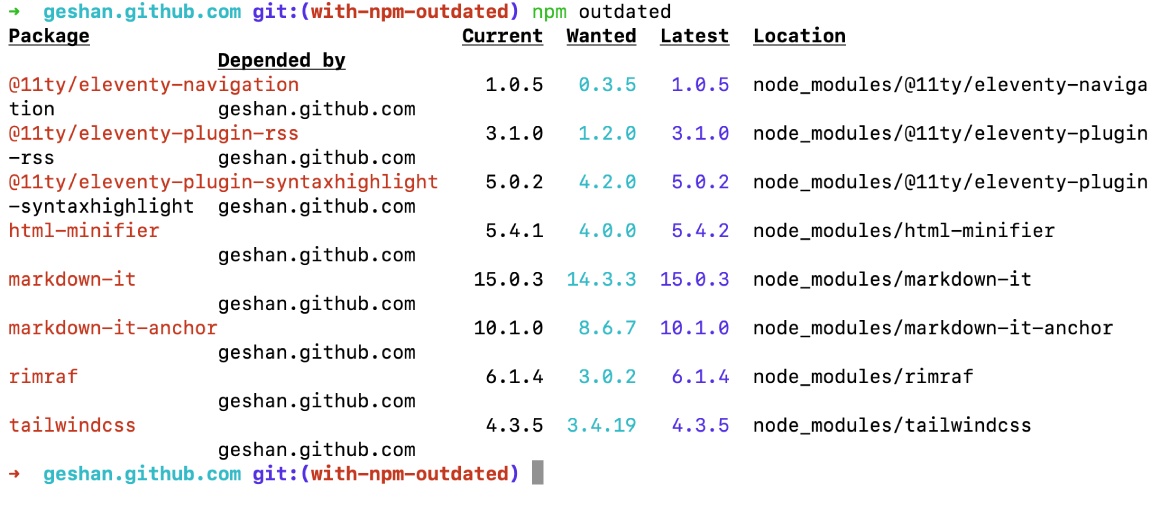 ➜ geshan.github.com git:(with-npm-outdated) npm outdated
Package Current Wanted Latest Location
Depended by
@11ty/eleventy-navigation 1.0.5 0.3.5 1.0.5 node_modules/@11ty/eleventy-naviga
tion geshan.github.com
@11ty/eleventy-plugin-rss 3.1.0 1.2.0 3.1.0 node_modules/@11ty/eleventy-plugin
-rss geshan.github.com
@11ty/eleventy-plugin-syntaxhighlight 5.0.2 4.2.0 5.0.2 node_modules/@11ty/eleventy-plugin
-syntaxhighlight geshan.github.com
html-minifier 5.4.1 4.0.0 5.4.2 node_modules/html-minifier
geshan.github.com
markdown-it 15.0.3 14.3.3 15.0.3 node_modules/markdown-it
geshan.github.com
markdown-it-anchor 10.1.0 8.6.7 10.1.0 node_modules/markdown-it-anchor
geshan.github.com
rimraf 6.1.4 3.0.2 6.1.4 node_modules/rimraf
geshan.github.com
tailwindcss 4.3.5 3.4.19 4.3.5 node_modules/tailwindcss
geshan.github.com
➜ geshan.github.com git:(with-npm-outdated)